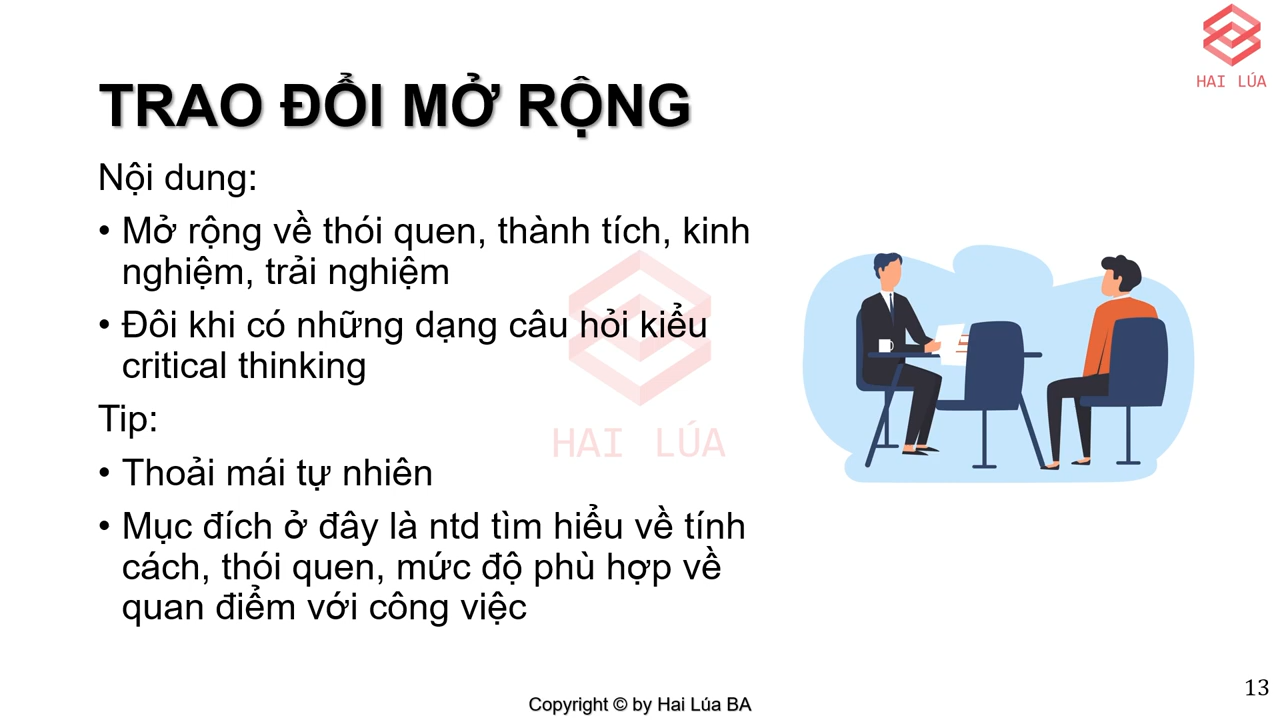 HAI LÚA
TRAO ĐỔI MỞ RỘNG
Nội dung:
• Mở rộng về thói quen, thành tích, kinh
nghiệm, trải nghiệm
• Đôi khi có những dạng câu hỏi kiểu
critical thinking
Tip:
• Thoải mái tự nhiên
• Mục đích ở đây là ntd tìm hiểu về tính
cách, thói quen, mức độ phù hợp về
quan điểm với công việc
HAI LÚA
Copyright © by Hai Lúa BA
13